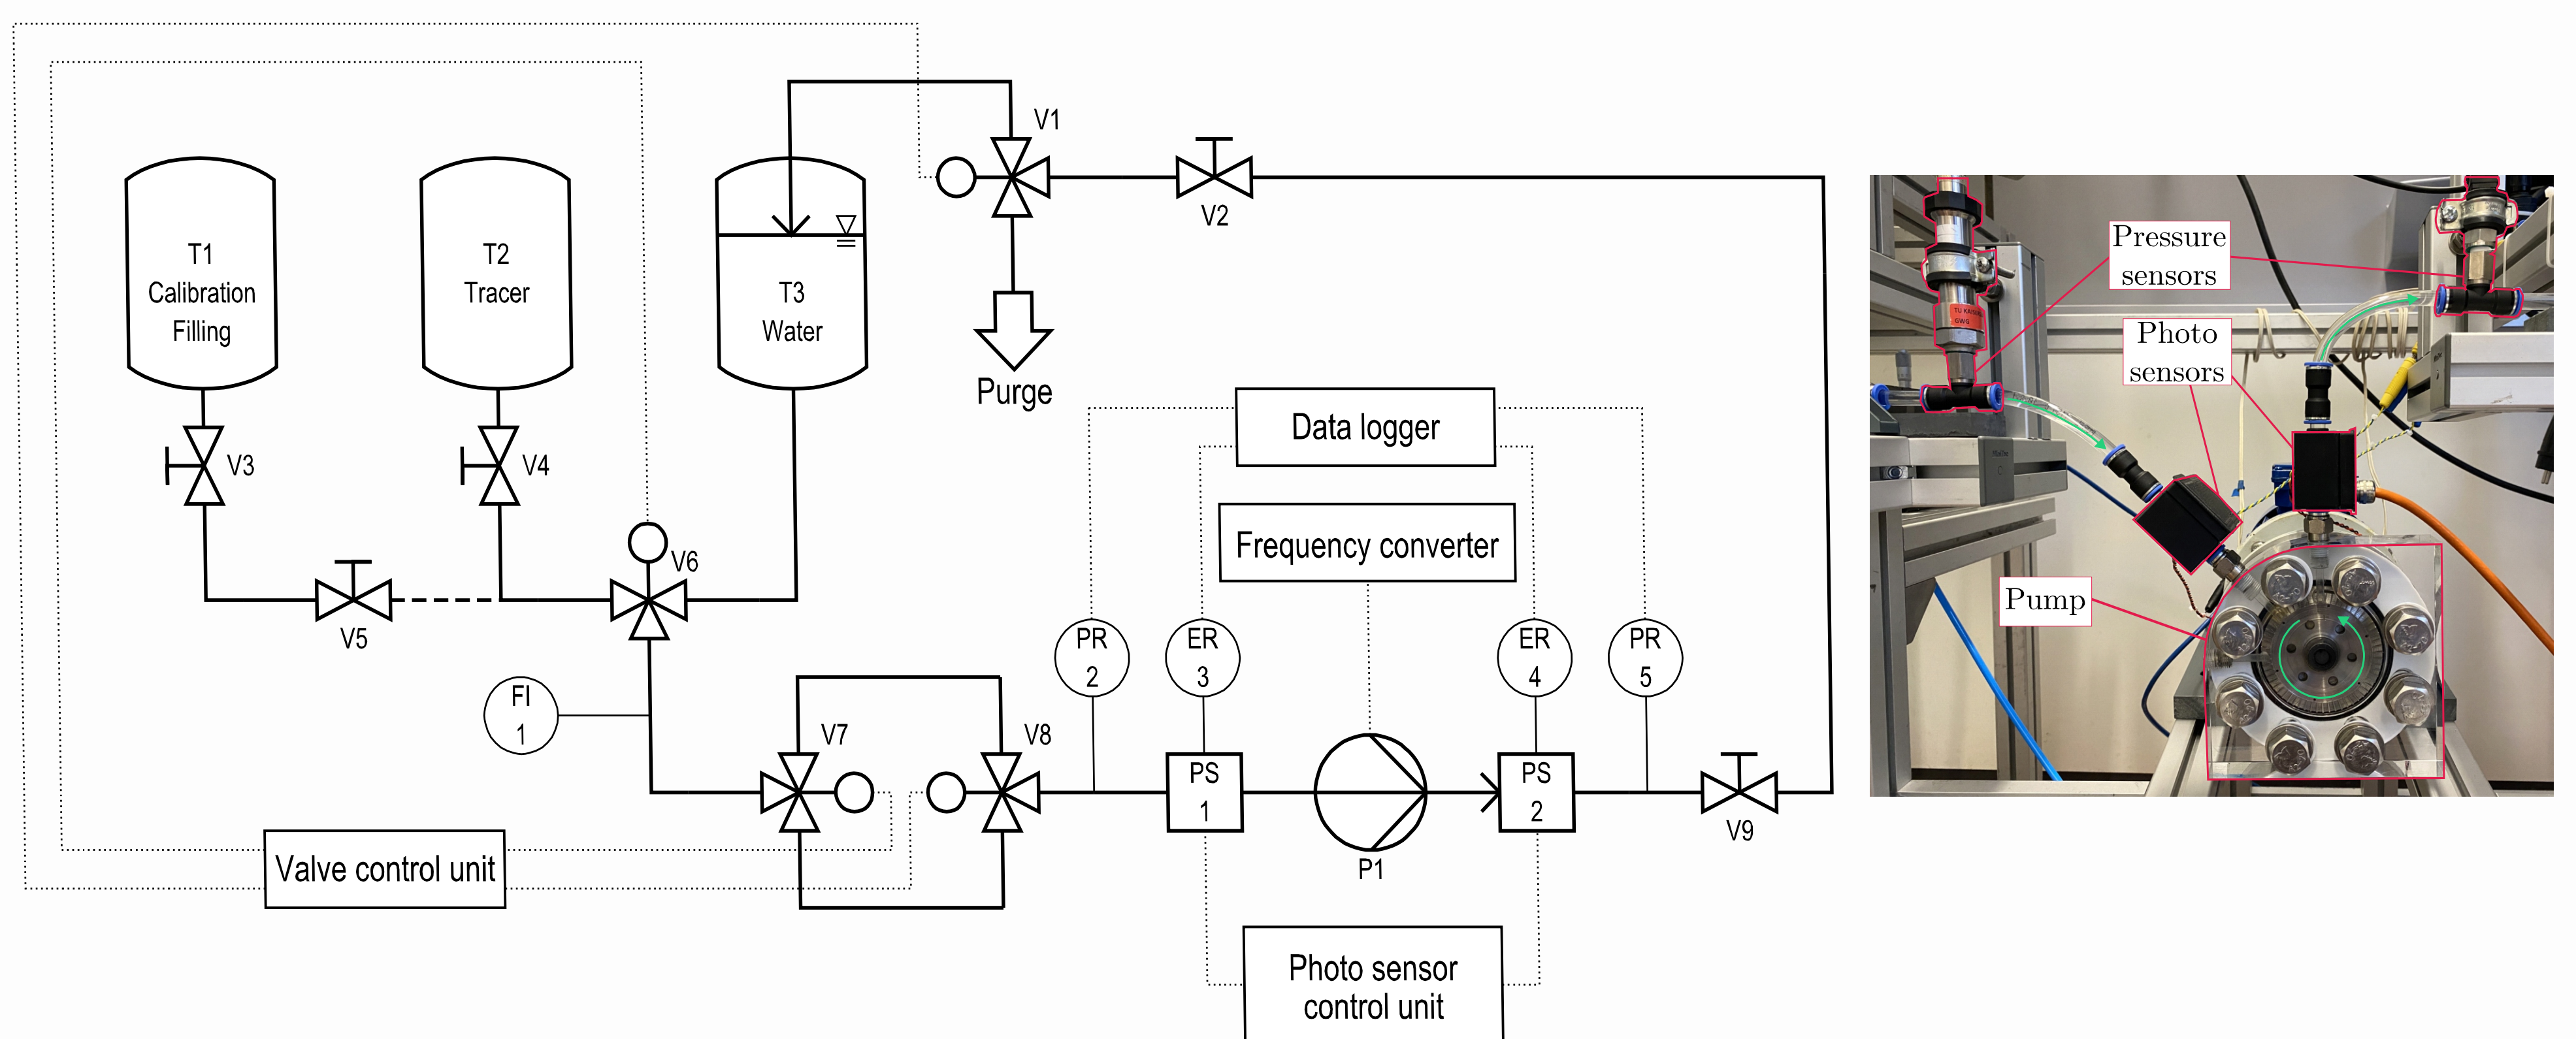 V1
V2
T1
Calibration
Filling
T2
Tracer
T3
Water
Purge
V3
V4
V5
V6
FI
1
V7
V8
Valve control unit
Data logger
Frequency converter
PR
2
ER
3
ER
4
PR
5
PS
1
P1
PS
2
V9
Photo sensor
control unit
Pressure
sensors
Photo
sensors
Pump